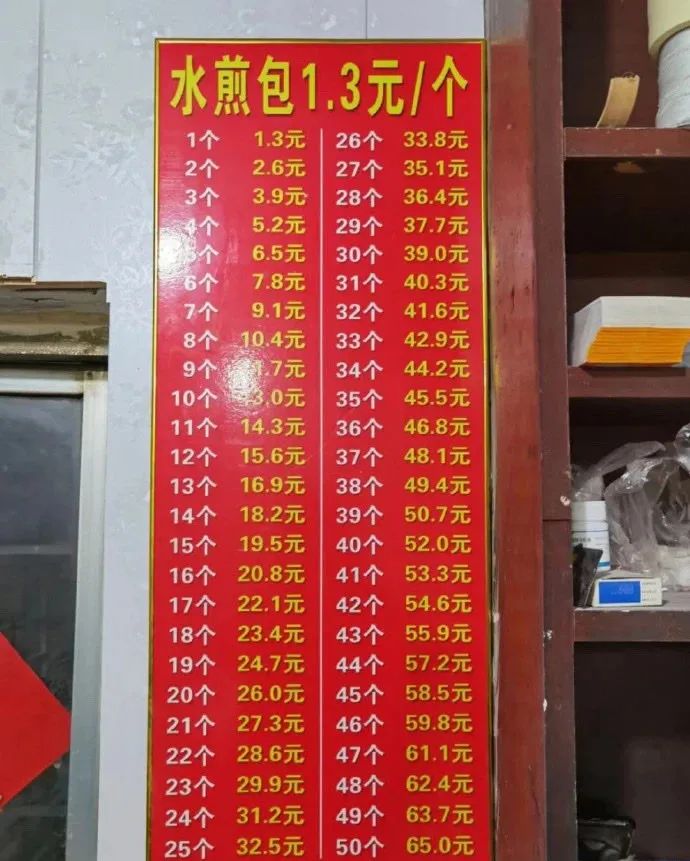 水煎包1.3元/个
1个 1.3元
2个 2.6元
3个 3.9元
4个 5.2元
5个 6.5元
6个 7.8元
7个 9.1元
8个 10.4元
9个 11.7元
10个 13.0元
11个 14.3元
12个 15.6元
13个 16.9元
14个 18.2元
15个 19.5元
16个 20.8元
17个 22.1元
18个 23.4元
19个 24.7元
20个 26.0元
21个 27.3元
22个 28.6元
23个 29.9元
24个 31.2元
25个 32.5元
26个 33.8元
27个 35.1元
28个 36.4元
29个 37.7元
30个 39.0元
31个 40.3元
32个 41.6元
33个 42.9元
34个 44.2元
35个 45.5元
36个 46.8元
37个 48.1元
38个 49.4元
39个 50.7元
40个 52.0元
41个 53.3元
42个 54.6元
43个 55.9元
44个 57.2元
45个 58.5元
46个 59.8元
47个 61.1元
48个 62.4元
49个 63.7元
50个 65.0元